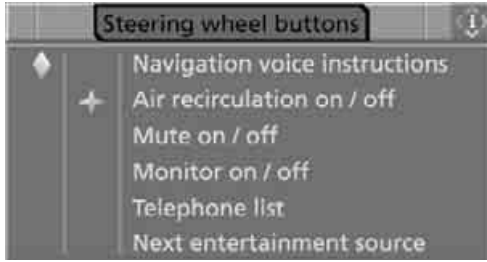 Steering wheel buttons
Navigation voice instructions
Air recirculation on / off
Mute on / off
Monitor on / off
Telephone list
Next entertainment source